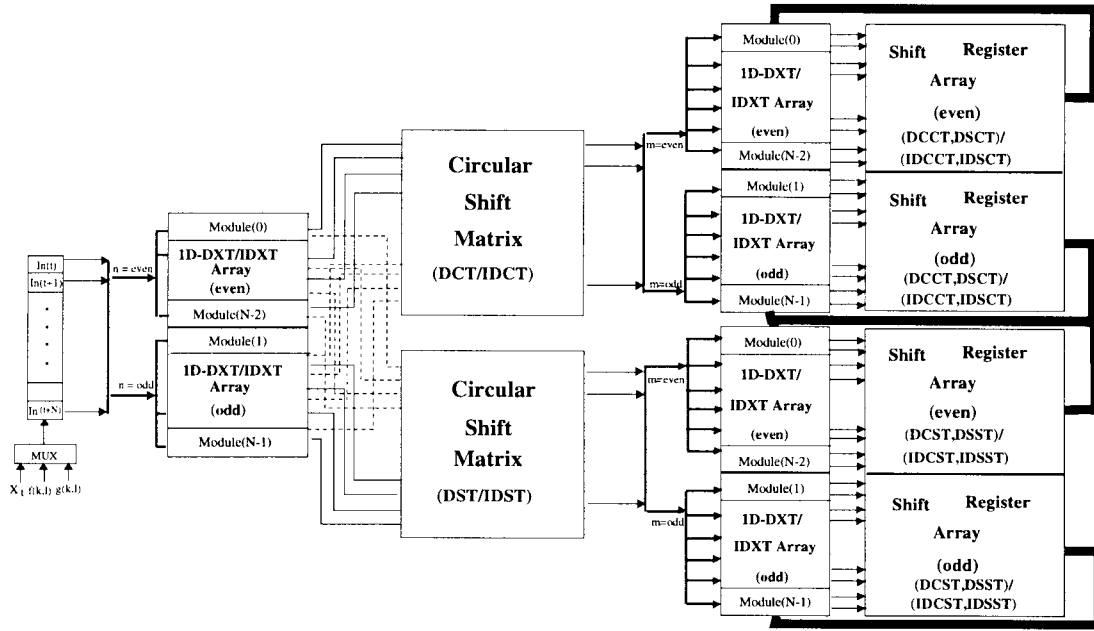 In(t)
In(t+1)
In(t+N)
MUX
X t f(k,l) g(k,l)
n = even
n = odd
Module(0)
1D-DXT/IDXT
Array
(even)
Module(N-2)
Module(1)
1D-DXT/IDXT
Array
(odd)
Module(N-1)
Circular
Shift
Matrix
(DCT/IDCT)
Circular
Shift
Matrix
(DST/IDST)
m=even
m=odd
m=even
m=odd
Module(0)
1D-DXT/
IDXT Array
(even)
Module(N-2)
Module(1)
1D-DXT/
IDXT Array
(odd)
Module(N-1)
Module(0)
1D-DXT/
IDXT Array
(even)
Module(N-2)
Module(1)
1D-DXT/
IDXT Array
(odd)
Module(N-1)
Shift Register
Array
(even)
(DCCT,DSCT)/
(IDCCT,IDSCT)
Shift Register
Array
(odd)
(DCCT,DSCT)/
(IDCCT,IDSCT)
Shift Register
Array
(even)
(DCST,DSST)/
(IDCST,IDSST)
Shift Register
Array
(odd)
(DCST,DSST)/
(IDCST,IDSST)